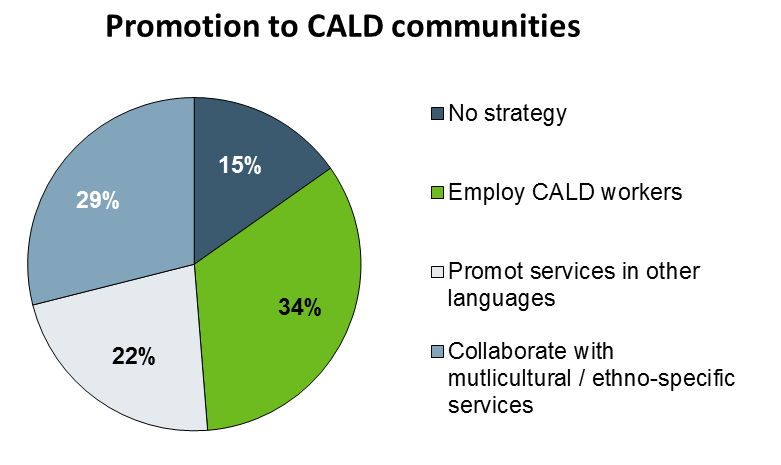 Promotion to CALD communities
15%
29%
34%
22%
No strategy
Employ CALD workers
Promot services in other
languages
Collaborate with
mutlicultural / ethno-specific
services